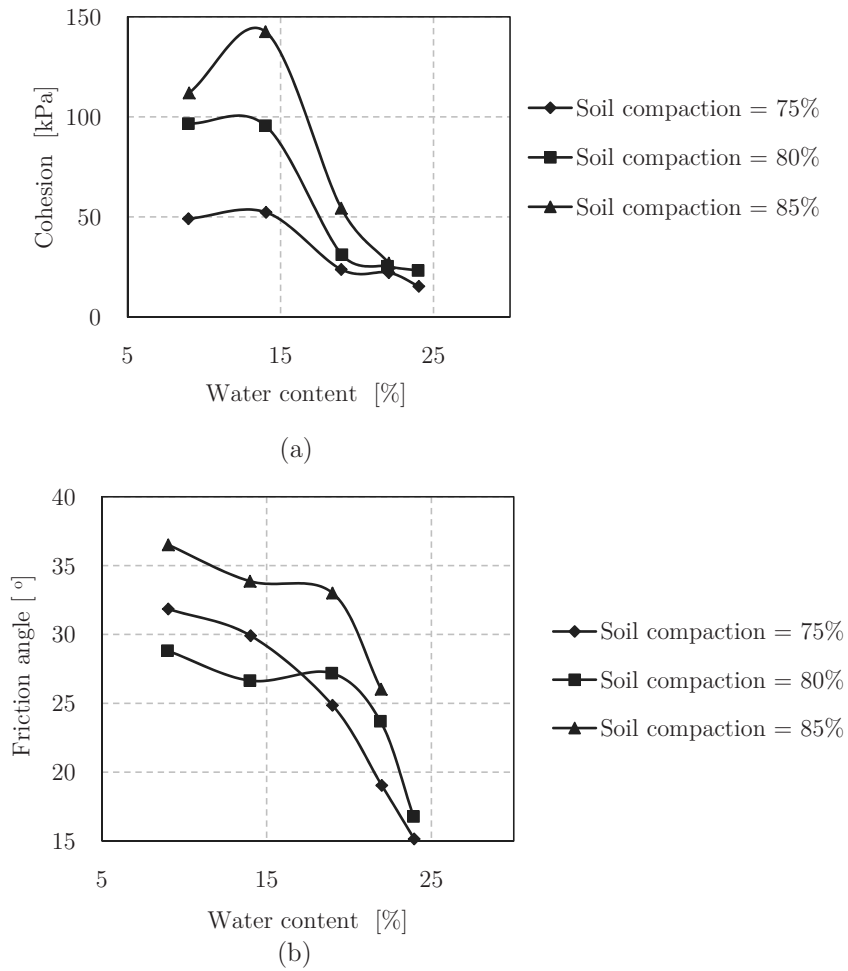 150
100
50
0
Cohesion [kPa]
5
15
25
Water content [%]
Soil compaction = 75%
Soil compaction = 80%
Soil compaction = 85%
(a)
40
35
30
25
20
15
Friction angle [ º]
5
15
25
Water content [%]
Soil compaction = 75%
Soil compaction = 80%
Soil compaction = 85%
(b)